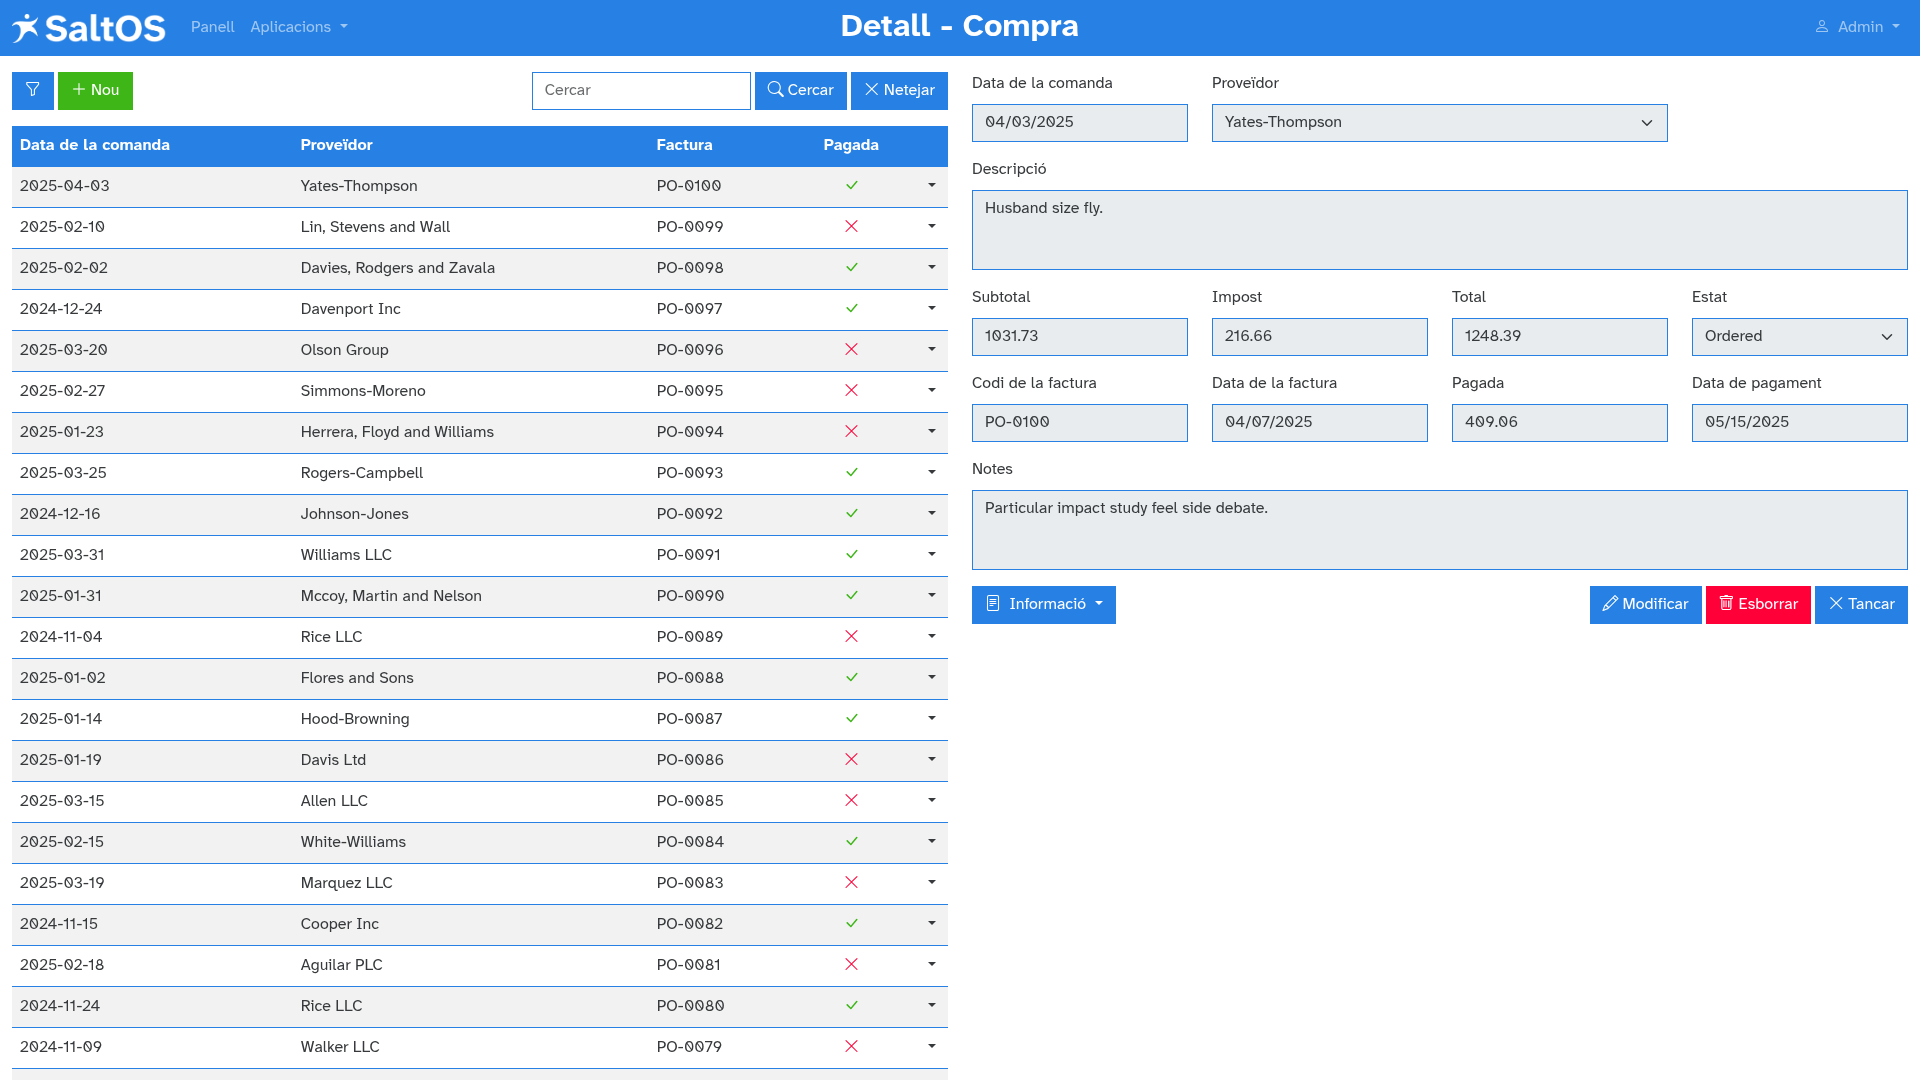 SaltOS Panell Aplicacions Detall - Compra Admin
Nou Cercar Cercar Netejar
Data de la comanda Proveïdor Factura Pagada
2025-04-03 Yates-Thompson PO-0100
2025-02-10 Lin, Stevens and Wall PO-0099
2025-02-02 Davies, Rodgers and Zavala PO-0098
2024-12-24 Davenport Inc PO-0097
2025-03-20 Olson Group PO-0096
2025-02-27 Simmons-Moreno PO-0095
2025-01-23 Herrera, Floyd and Williams PO-0094
2025-03-25 Rogers-Campbell PO-0093
2024-12-16 Johnson-Jones PO-0092
2025-03-31 Williams LLC PO-0091
2025-01-31 Mccoy, Martin and Nelson PO-0090
2024-11-04 Rice LLC PO-0089
2025-01-02 Flores and Sons PO-0088
2025-01-14 Hood-Browning PO-0087
2025-01-19 Davis Ltd PO-0086
2025-03-15 Allen LLC PO-0085
2025-02-15 White-Williams PO-0084
2025-03-19 Marquez LLC PO-0083
2024-11-15 Cooper Inc PO-0082
2025-02-18 Aguilar PLC PO-0081
2024-11-24 Rice LLC PO-0080
2024-11-09 Walker LLC PO-0079
Data de la comanda Proveïdor
04/03/2025 Yates-Thompson
Descripció
Husband size fly.
Subtotal Impost Total Estat
1031.73 216.66 1248.39 Ordered
Codi de la factura Data de la factura Pagada Data de pagament
PO-0100 04/07/2025 409.06 05/15/2025
Notes
Particular impact study feel side debate.
Informació Modificar Esborrar Tancar